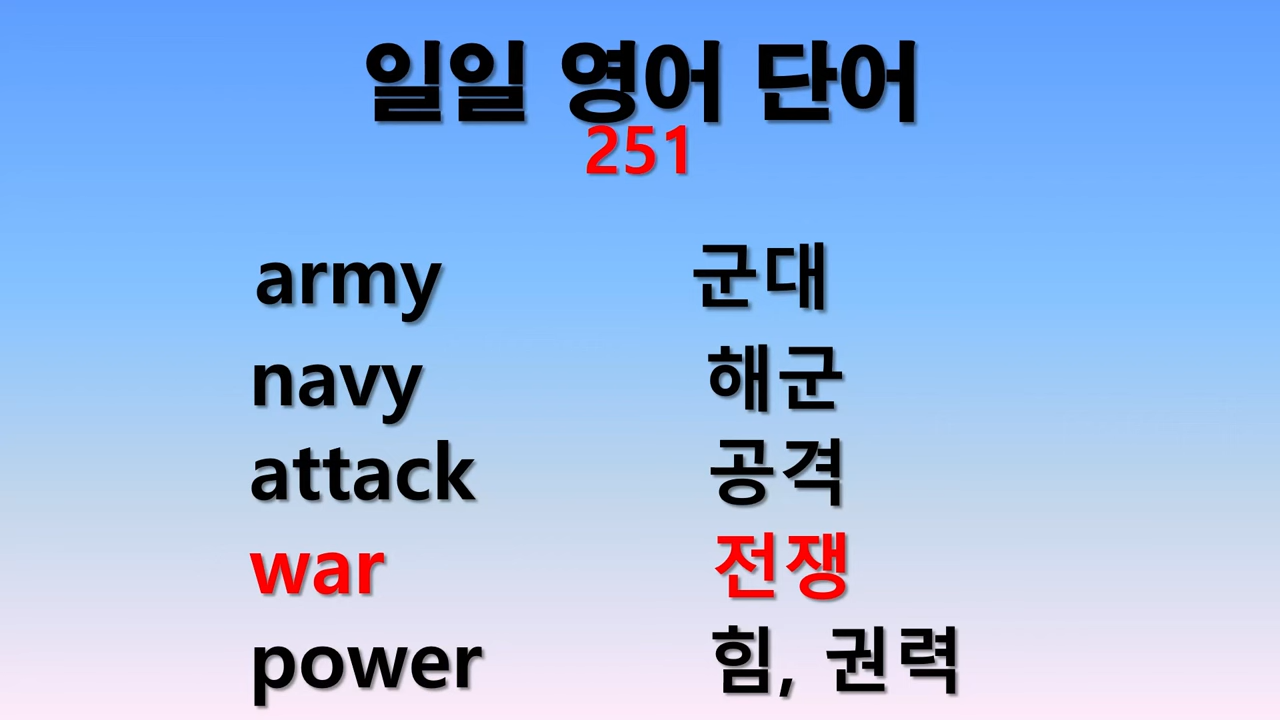 일일 영어 단어
251
army 군대
navy 해군
attack 공격
war 전쟁
power 힘, 권력